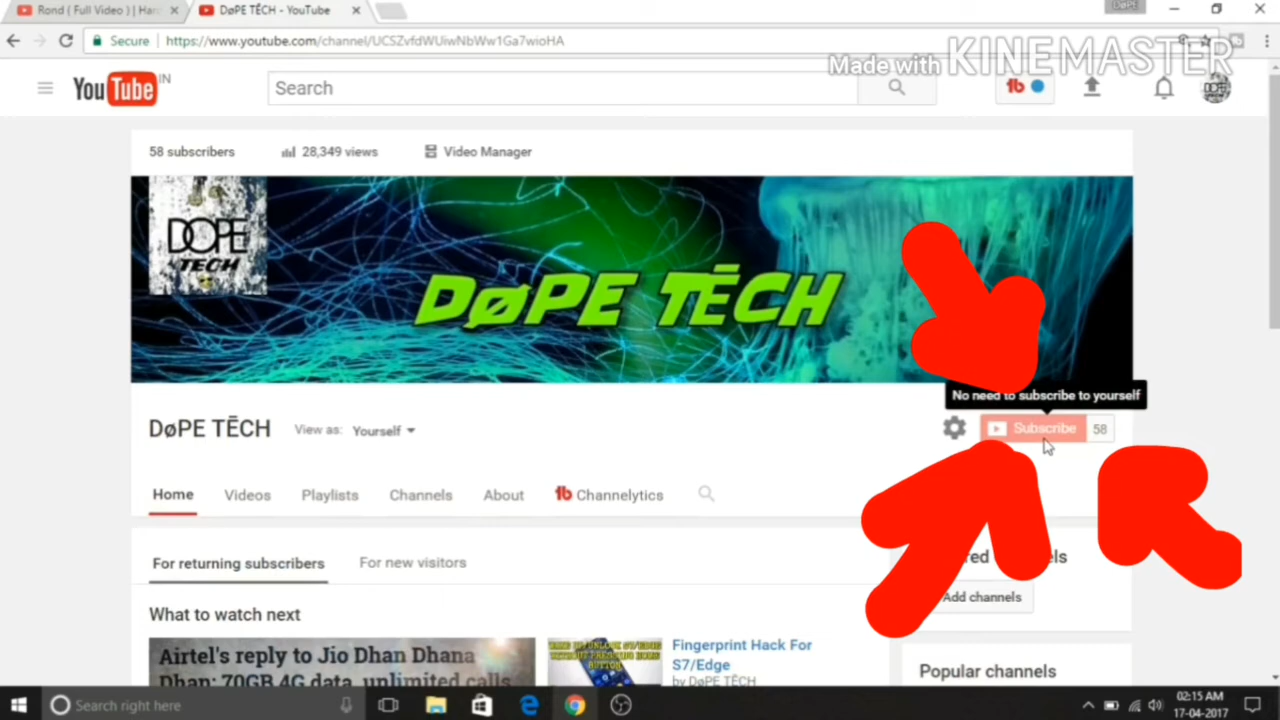 Rond ( Full Video ) | Har
DøPE TĒCH - YouTube
DøPE
Secure
https://www.youtube.com/channel/UCSZvfdWUiwNbWw1Ga7wioHA
Made with KINEMASTER
YouTube IN
Search
58 subscribers
28,349 views
Video Manager
DOPE
TECH
DøPE TĒCH
No need to subscribe to yourself
DøPE TĒCH
View as: Yourself
Subscribe 58
Home
Videos
Playlists
Channels
About
Channelytics
For returning subscribers
For new visitors
Add channels
What to watch next
Airtel's reply to Jio Dhan Dhana
Dhan: 70GB 4G data, unlimited calls
Fingerprint Hack For
S7/Edge
by DøPE TĒCH
Popular channels
Search right here
02:15 AM
17-04-2017